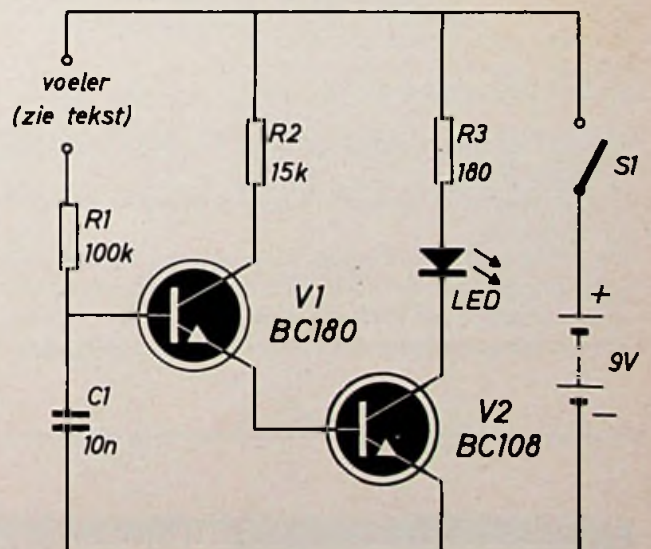 voeler
(zie tekst)
R1
100k
C1
10n
R2
15k
V1
BC180
R3
180
LED
V2
BC108
S1
+
9V
−